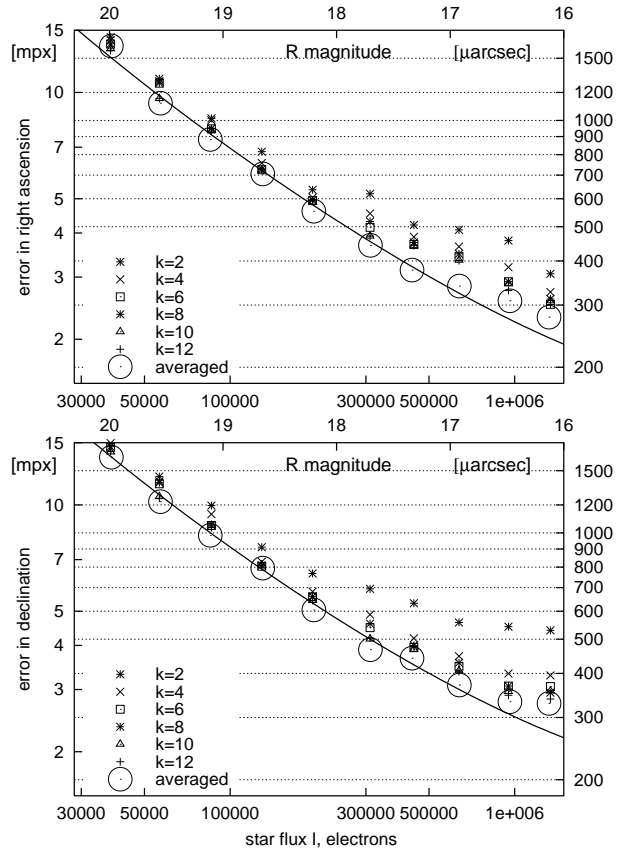 20 19 18 17 16
15 [mpx] R magnitude [µarcsec] 1500
10 1200
1000
900
7 800
700
600
5 500
4 400
3 300
2 200
error in right ascension
k=2
k=4
k=6
k=8
k=10
k=12
averaged
30000 50000 100000 300000 500000 1e+006
20 19 18 17 16
15 [mpx] R magnitude [µarcsec] 1500
10 1200
1000
900
7 800
700
600
5 500
4 400
3 300
2 200
error in declination
k=2
k=4
k=6
k=8
k=10
k=12
averaged
30000 50000 100000 300000 500000 1e+006
star flux I, electrons